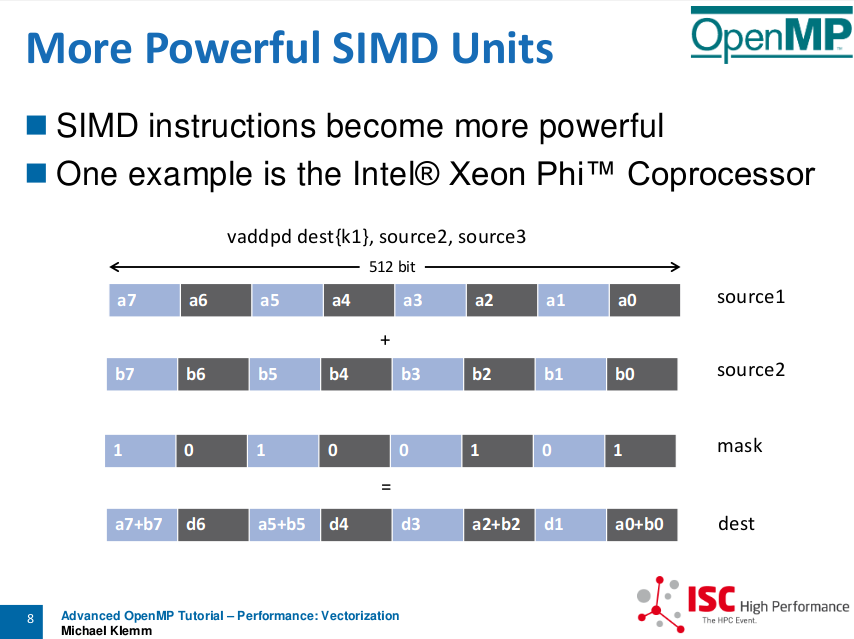 More Powerful SIMD Units
OpenMP
SIMD instructions become more powerful
One example is the Intel® Xeon Phi™ Coprocessor
vaddpd dest{k1}, source2, source3
512 bit
a7 a6 a5 a4 a3 a2 a1 a0 source1
+
b7 b6 b5 b4 b3 b2 b1 b0 source2
1 0 1 0 0 1 0 1 mask
=
a7+b7 d6 a5+b5 d4 d3 a2+b2 d1 a0+b0 dest
8 Advanced OpenMP Tutorial – Performance: Vectorization
Michael Klemm
ISC High Performance
The HPC Event.